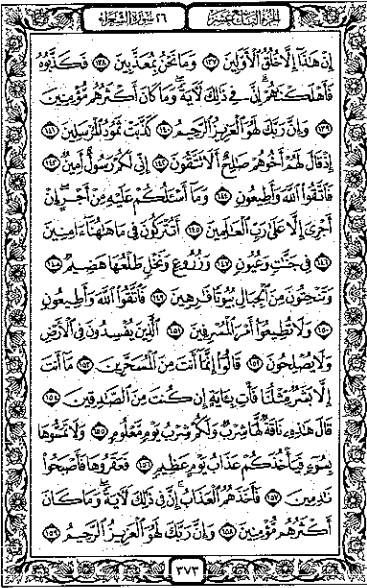 الجزء التاسع عشر
٢٦ سورة الشعراء
إِنْ هَٰذَآ إِلَّا خُلُقُ ٱلْأَوَّلِينَ ١٣٧ وَمَا نَحْنُ بِمُعَذَّبِينَ ١٣٨ فَكَذَّبُوهُ
فَأَهْلَكْنَٰهُمْ إِنَّ فِى ذَٰلِكَ لَءَايَةً وَمَا كَانَ أَكْثَرُهُم مُّؤْمِنِينَ
١٣٩ وَإِنَّ رَبَّكَ لَهُوَ ٱلْعَزِيزُ ٱلرَّحِيمُ ١٤٠ كَذَّبَتْ ثَمُودُ ٱلْمُرْسَلِينَ ١٤١
إِذْ قَالَ لَهُمْ أَخُوهُمْ صَٰلِحٌ أَلَا تَتَّقُونَ ١٤٢ إِنِّى لَكُمْ رَسُولٌ أَمِينٌ ١٤٣
فَٱتَّقُوا۟ ٱللَّهَ وَأَطِيعُونِ ١٤٤ وَمَآ أَسْـَٔلُكُمْ عَلَيْهِ مِنْ أَجْرٍ إِنْ
أَجْرِىَ إِلَّا عَلَىٰ رَبِّ ٱلْعَٰلَمِينَ ١٤٥ أَتُتْرَكُونَ فِى مَا هَٰهُنَآ ءَامِنِينَ
١٤٦ فِى جَنَّٰتٍ وَعُيُونٍ ١٤٧ وَزُرُوعٍ وَنَخْلٍ طَلْعُهَا هَضِيمٌ ١٤٨
وَتَنْحِتُونَ مِنَ ٱلْجِبَالِ بُيُوتًا فَٰرِهِينَ ١٤٩ فَٱتَّقُوا۟ ٱللَّهَ وَأَطِيعُونِ
١٥٠ وَلَا تُطِيعُوٓا۟ أَمْرَ ٱلْمُسْرِفِينَ ١٥١ ٱلَّذِينَ يُفْسِدُونَ فِى ٱلْأَرْضِ
وَلَا يُصْلِحُونَ ١٥٢ قَالُوٓا۟ إِنَّمَآ أَنتَ مِنَ ٱلْمُسَحَّرِينَ ١٥٣ مَآ أَنتَ
إِلَّا بَشَرٌ مِّثْلُنَا فَأْتِ بِـَٔايَةٍ إِن كُنتَ مِنَ ٱلصَّٰدِقِينَ ١٥٤
قَالَ هَٰذِهِۦ نَاقَةٌ لَّهَا شِرْبٌ وَلَكُمْ شِرْبُ يَوْمٍ مَّعْلُومٍ ١٥٥ وَلَا تَمَسُّوهَا
بِسُوٓءٍ فَيَأْخُذَكُمْ عَذَابُ يَوْمٍ عَظِيمٍ ١٥٦ فَعَقَرُوهَا فَأَصْبَحُوا۟
نَٰدِمِينَ ١٥٧ فَأَخَذَهُمُ ٱلْعَذَابُ إِنَّ فِى ذَٰلِكَ لَءَايَةً وَمَا كَانَ
أَكْثَرُهُم مُّؤْمِنِينَ ١٥٨ وَإِنَّ رَبَّكَ لَهُوَ ٱلْعَزِيزُ ٱلرَّحِيمُ ١٥٩
٣٧٣